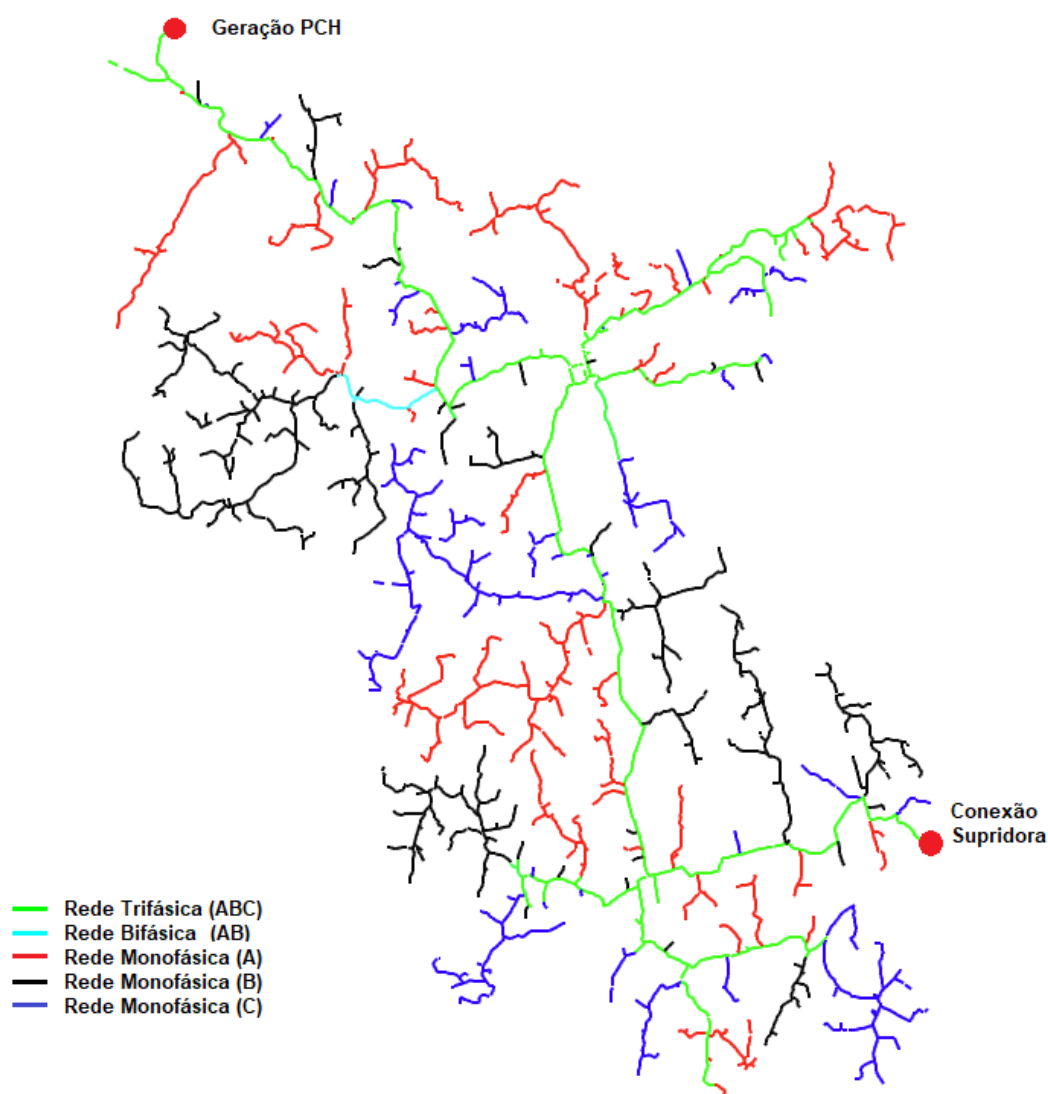 Geração PCH
Conexão
Supridora
Rede Trifásica (ABC)
Rede Bifásica (AB)
Rede Monofásica (A)
Rede Monofásica (B)
Rede Monofásica (C)